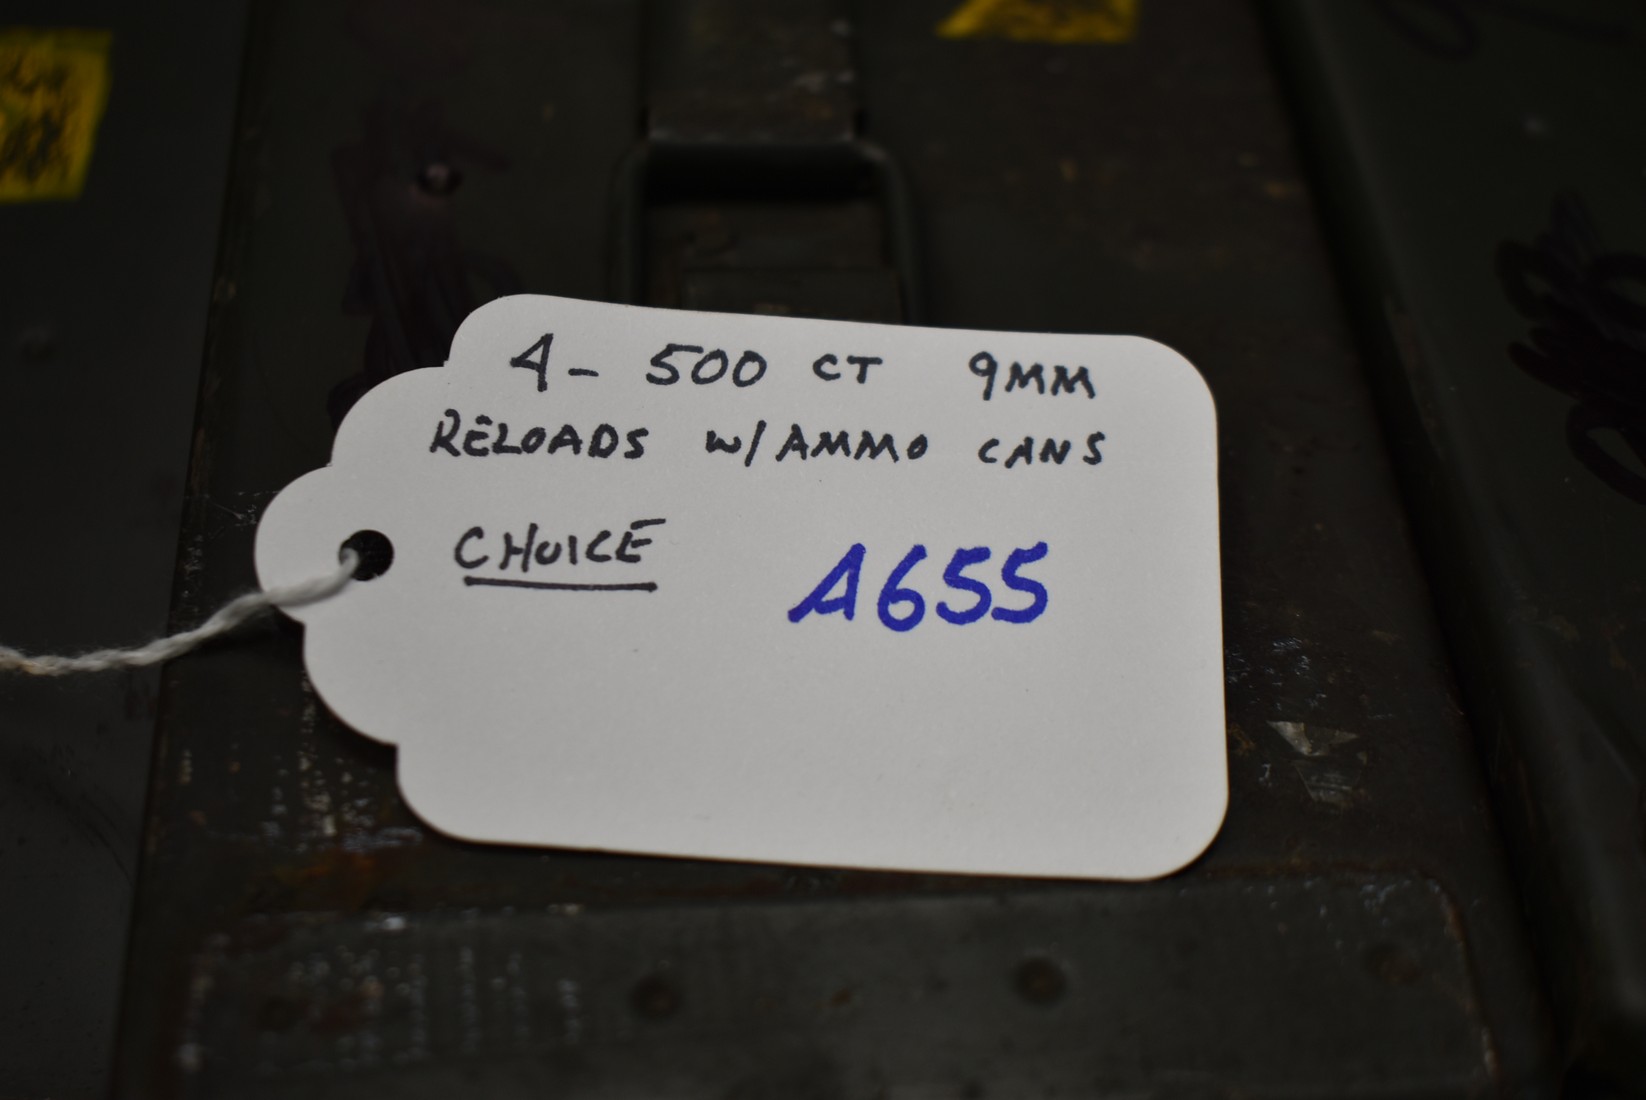 4- 500 CT 9MM
RELOADS W/AMMO CANS
CHOICE
A655